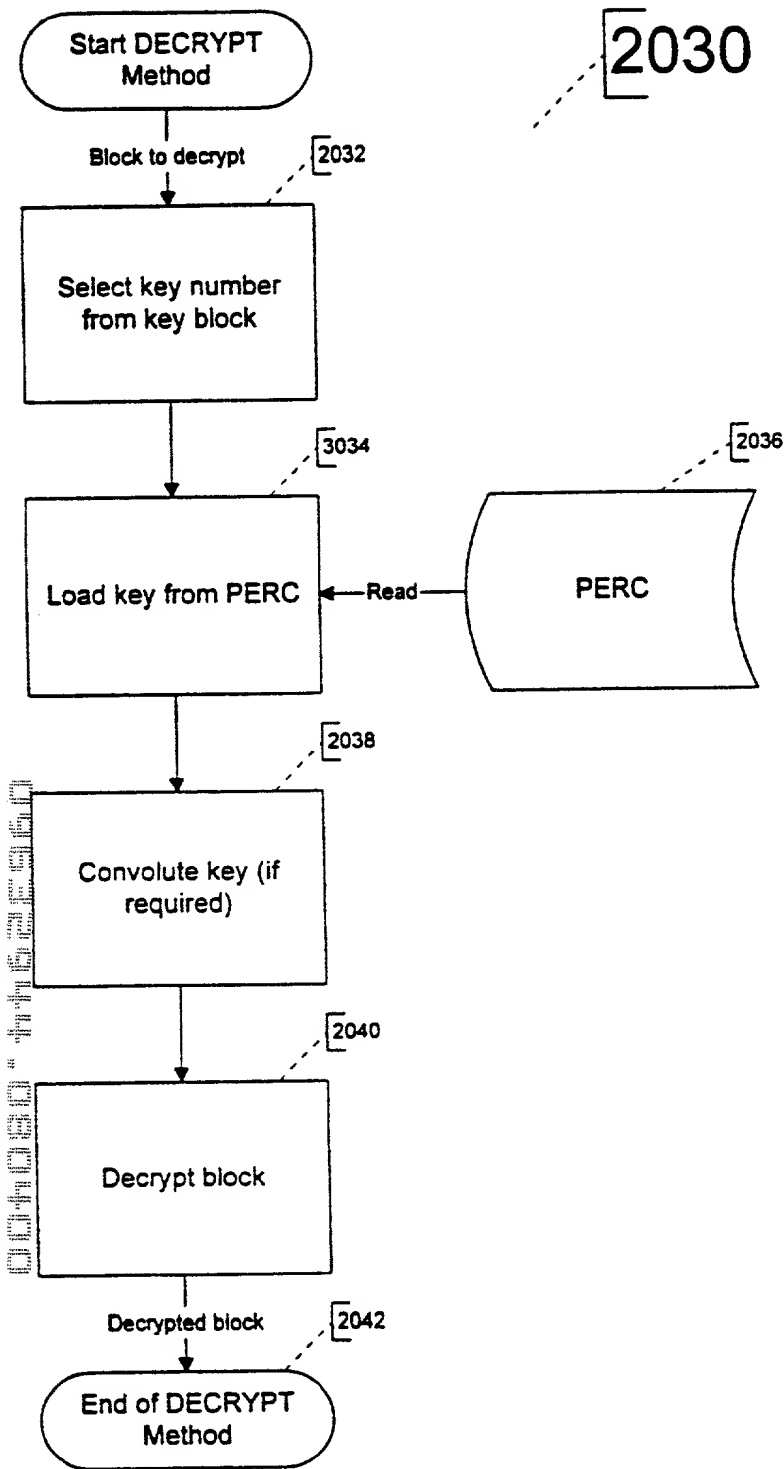 Start DECRYPT
Method
2030
Block to decrypt
2032
Select key number
from key block
3034
2036
Load key from PERC
Read
PERC
2038
Convolute key (if
required)
2040
Decrypt block
Decrypted block
2042
End of DECRYPT
Method